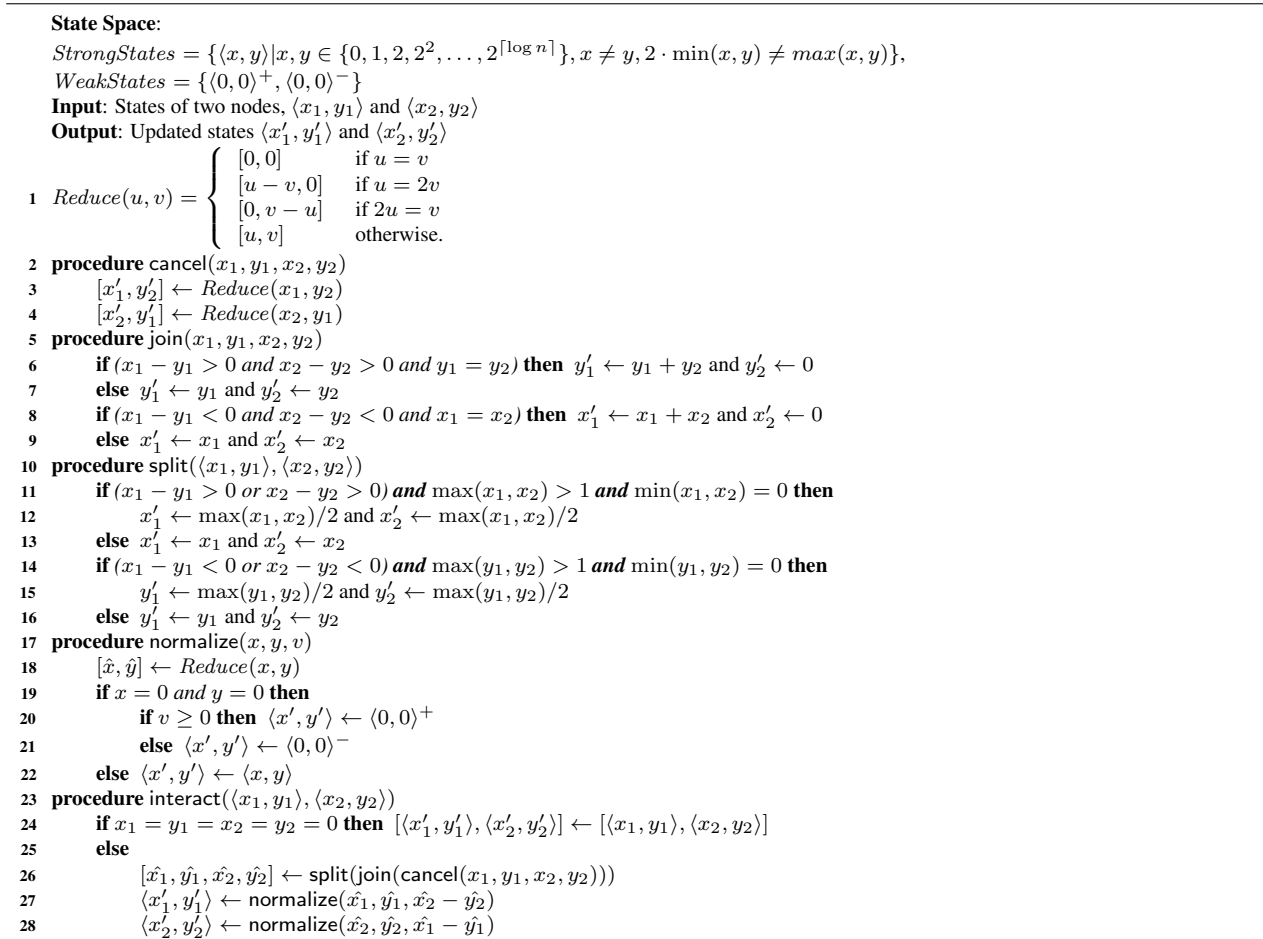 State Space:
StrongStates = {⟨x, y⟩|x, y ∈ {0, 1, 2, 2², . . . , 2^⌈log n⌉}, x ≠ y, 2 · min(x, y) ≠ max(x, y)},
WeakStates = {⟨0, 0⟩⁺, ⟨0, 0⟩⁻}
Input: States of two nodes, ⟨x₁, y₁⟩ and ⟨x₂, y₂⟩
Output: Updated states ⟨x′₁, y′₁⟩ and ⟨x′₂, y′₂⟩
1 Reduce(u, v) = { [0, 0] if u = v
[u − v, 0] if u = 2v
[0, v − u] if 2u = v
[u, v] otherwise.
2 procedure cancel(x₁, y₁, x₂, y₂)
3 [x′₁, y′₂] ← Reduce(x₁, y₂)
4 [x′₂, y′₁] ← Reduce(x₂, y₁)
5 procedure join(x₁, y₁, x₂, y₂)
6 if (x₁ − y₁ > 0 and x₂ − y₂ > 0 and y₁ = y₂) then y′₁ ← y₁ + y₂ and y′₂ ← 0
7 else y′₁ ← y₁ and y′₂ ← y₂
8 if (x₁ − y₁ < 0 and x₂ − y₂ < 0 and x₁ = x₂) then x′₁ ← x₁ + x₂ and x′₂ ← 0
9 else x′₁ ← x₁ and x′₂ ← x₂
10 procedure split(⟨x₁, y₁⟩, ⟨x₂, y₂⟩)
11 if (x₁ − y₁ > 0 or x₂ − y₂ > 0) and max(x₁, x₂) > 1 and min(x₁, x₂) = 0 then
12 x′₁ ← max(x₁, x₂)/2 and x′₂ ← max(x₁, x₂)/2
13 else x′₁ ← x₁ and x′₂ ← x₂
14 if (x₁ − y₁ < 0 or x₂ − y₂ < 0) and max(y₁, y₂) > 1 and min(y₁, y₂) = 0 then
15 y′₁ ← max(y₁, y₂)/2 and y′₂ ← max(y₁, y₂)/2
16 else y′₁ ← y₁ and y′₂ ← y₂
17 procedure normalize(x, y, v)
18 [x̂, ŷ] ← Reduce(x, y)
19 if x = 0 and y = 0 then
20 if v ≥ 0 then ⟨x′, y′⟩ ← ⟨0, 0⟩⁺
21 else ⟨x′, y′⟩ ← ⟨0, 0⟩⁻
22 else ⟨x′, y′⟩ ← ⟨x, y⟩
23 procedure interact(⟨x₁, y₁⟩, ⟨x₂, y₂⟩)
24 if x₁ = y₁ = x₂ = y₂ = 0 then [⟨x′₁, y′₁⟩, ⟨x′₂, y′₂⟩] ← [⟨x₁, y₁⟩, ⟨x₂, y₂⟩]
25 else
26 [x̂₁, ŷ₁, x̂₂, ŷ₂] ← split(join(cancel(x₁, y₁, x₂, y₂)))
27 ⟨x′₁, y′₁⟩ ← normalize(x̂₁, ŷ₁, x̂₂ − ŷ₂)
28 ⟨x′₂, y′₂⟩ ← normalize(x̂₂, ŷ₂, x̂₁ − ŷ₁)